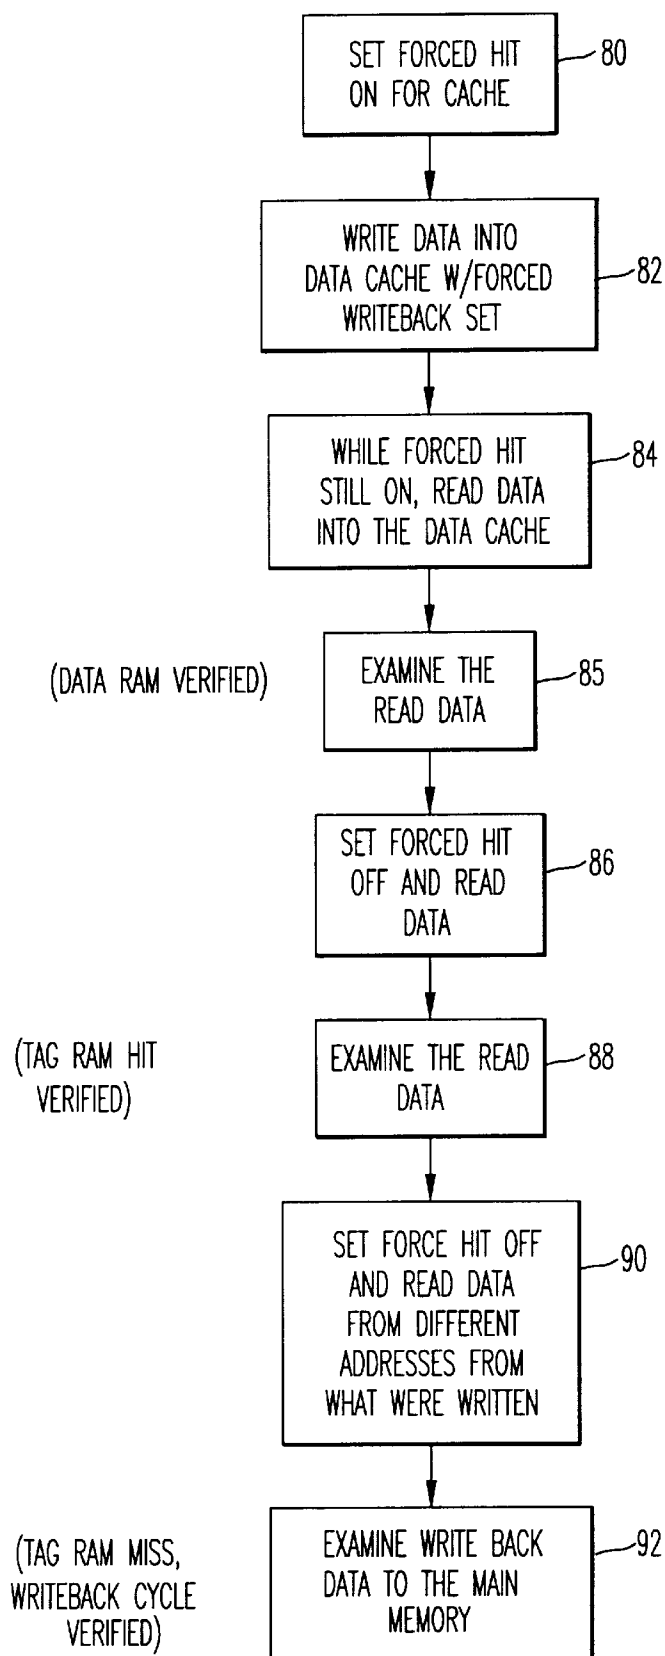 SET FORCED HIT
ON FOR CACHE
80
WRITE DATA INTO
DATA CACHE W/FORCED
WRITEBACK SET
82
WHILE FORCED HIT
STILL ON, READ DATA
INTO THE DATA CACHE
84
(DATA RAM VERIFIED)
EXAMINE THE
READ DATA
85
SET FORCED HIT
OFF AND READ
DATA
86
(TAG RAM HIT
VERIFIED)
EXAMINE THE READ
DATA
88
SET FORCE HIT OFF
AND READ DATA
FROM DIFFERENT
ADDRESSES FROM
WHAT WERE WRITTEN
90
(TAG RAM MISS,
WRITEBACK CYCLE
VERIFIED)
EXAMINE WRITE BACK
DATA TO THE MAIN
MEMORY
92